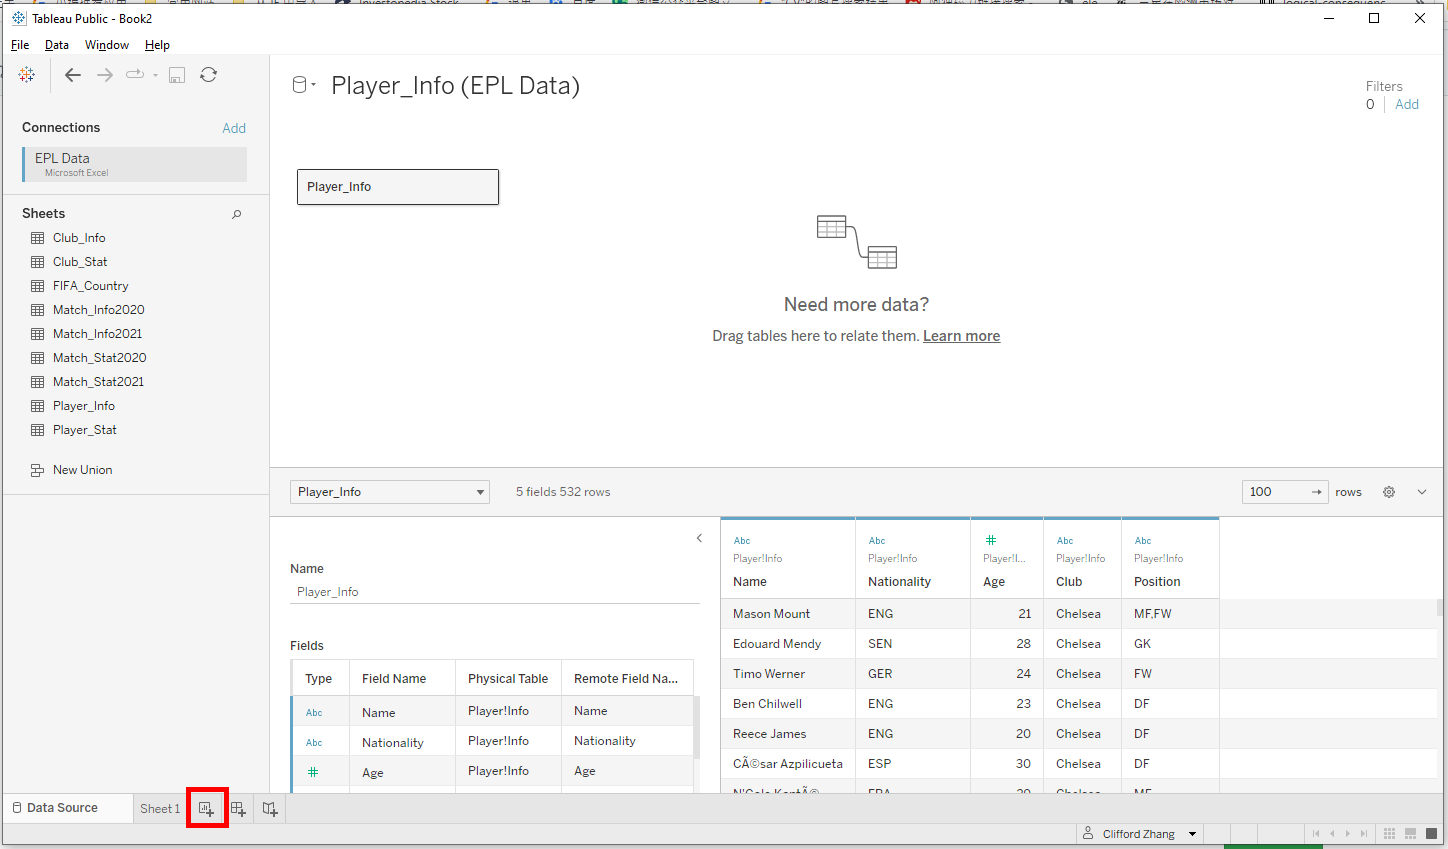 Tableau Public - Book2
File Data Window Help
Connections Add
EPL Data
Microsoft Excel
Sheets
Club_Info
Club_Stat
FIFA_Country
Match_Info2020
Match_Info2021
Match_Stat2020
Match_Stat2021
Player_Info
Player_Stat
New Union
Player_Info (EPL Data)
Filters
0 Add
Player_Info
Need more data?
Drag tables here to relate them. Learn more
Player_Info 5 fields 532 rows 100 → rows
Name
Player_Info
Fields
Type Field Name Physical Table Remote Field Na...
Abc Name Player!Info Name
Abc Nationality Player!Info Nationality
# Age Player!Info Age
Abc Abc # Abc Abc
Player!Info Player!Info Player!I... Player!Info Player!Info
Name Nationality Age Club Position
Mason Mount ENG 21 Chelsea MF,FW
Edouard Mendy SEN 28 Chelsea GK
Timo Werner GER 24 Chelsea FW
Ben Chilwell ENG 23 Chelsea DF
Reece James ENG 20 Chelsea DF
CÃ©sar Azpilicueta ESP 30 Chelsea DF
N'Golo KantÃ© FRA 29 Chelsea MF
Data Source Sheet 1
Clifford Zhang